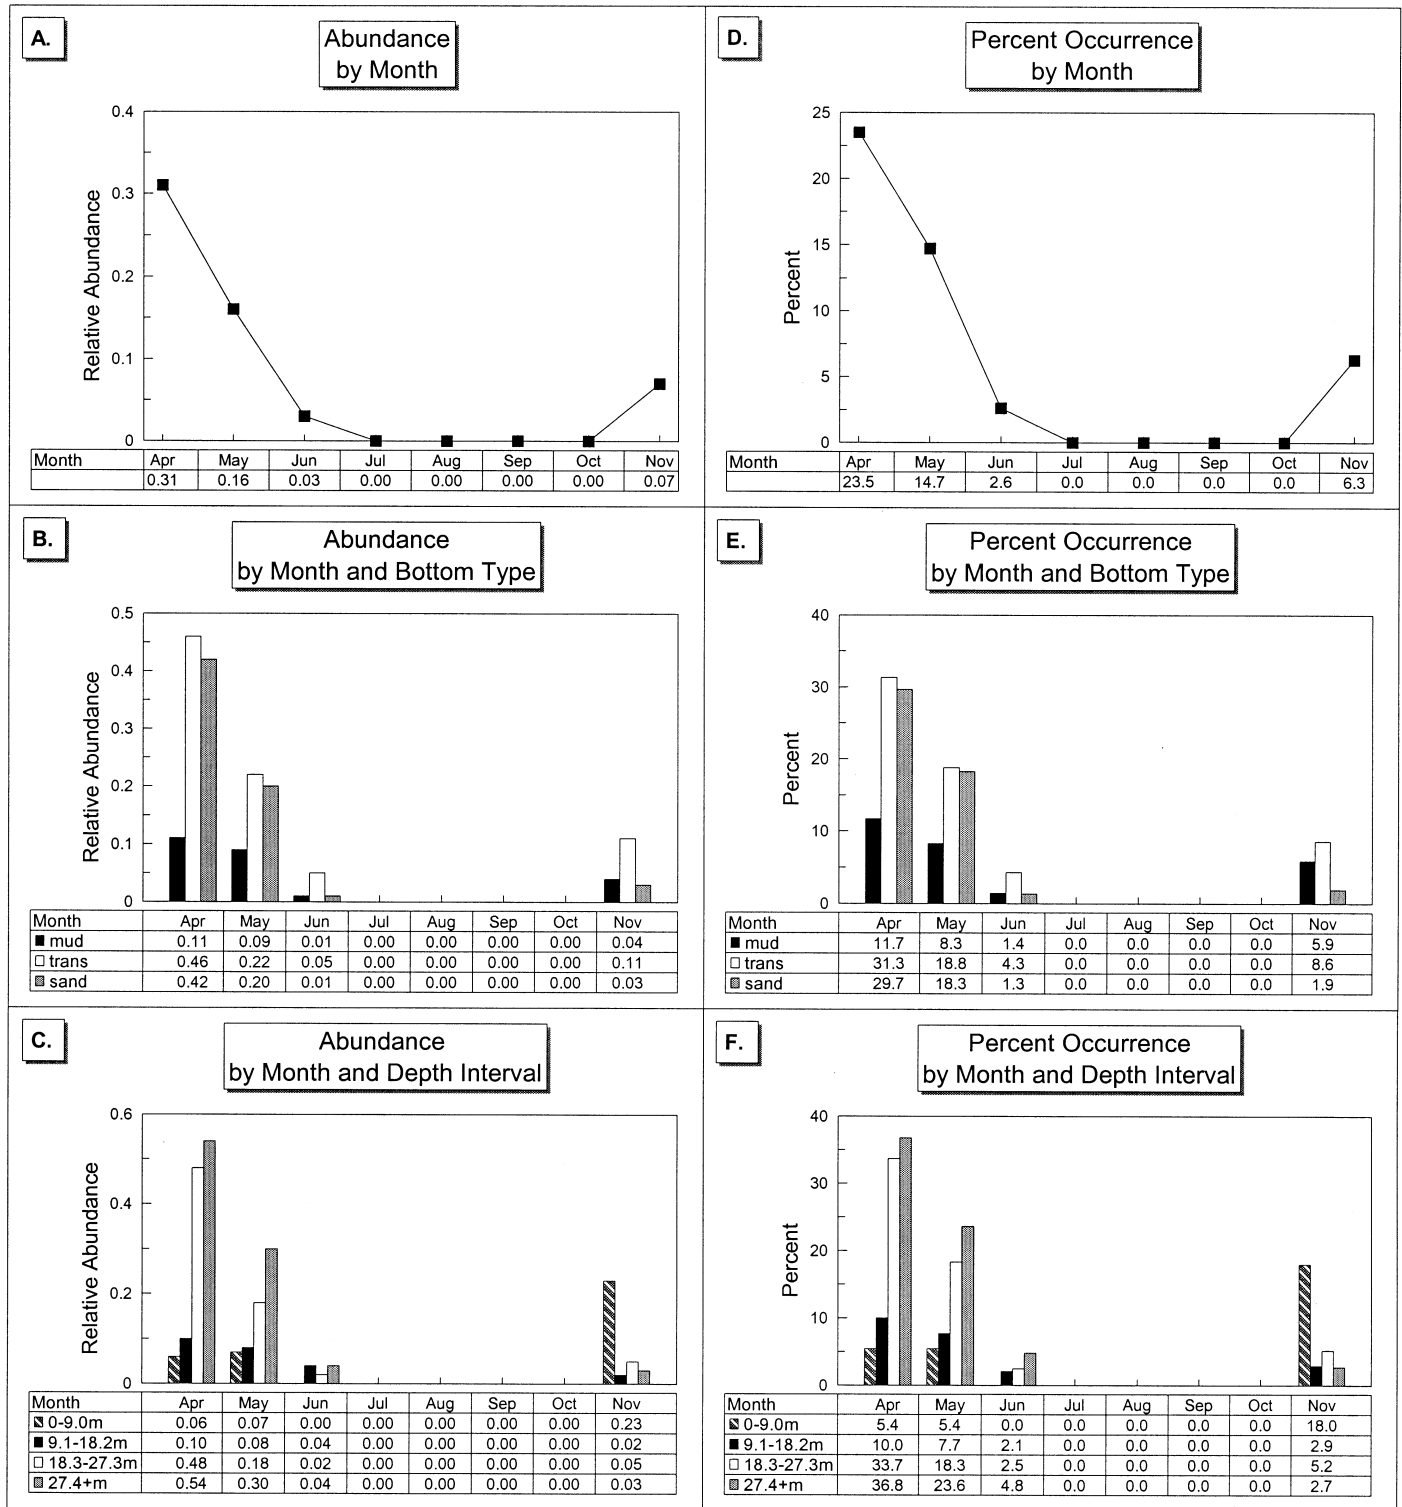 A.
Abundance
by Month
0.4
0.3
0.2
0.1
0
Relative Abundance
Month Apr May Jun Jul Aug Sep Oct Nov
0.31 0.16 0.03 0.00 0.00 0.00 0.00 0.07
D.
Percent Occurrence
by Month
25
20
15
10
5
0
Percent
Month Apr May Jun Jul Aug Sep Oct Nov
23.5 14.7 2.6 0.0 0.0 0.0 0.0 6.3
B.
Abundance
by Month and Bottom Type
0.5
0.4
0.3
0.2
0.1
0
Relative Abundance
Month Apr May Jun Jul Aug Sep Oct Nov
mud 0.11 0.09 0.01 0.00 0.00 0.00 0.00 0.04
trans 0.46 0.22 0.05 0.00 0.00 0.00 0.00 0.11
sand 0.42 0.20 0.01 0.00 0.00 0.00 0.00 0.03
E.
Percent Occurrence
by Month and Bottom Type
40
30
20
10
0
Percent
Month Apr May Jun Jul Aug Sep Oct Nov
mud 11.7 8.3 1.4 0.0 0.0 0.0 0.0 5.9
trans 31.3 18.8 4.3 0.0 0.0 0.0 0.0 8.6
sand 29.7 18.3 1.3 0.0 0.0 0.0 0.0 1.9
C.
Abundance
by Month and Depth Interval
0.6
0.4
0.2
0
Relative Abundance
Month Apr May Jun Jul Aug Sep Oct Nov
0-9.0m 0.06 0.07 0.00 0.00 0.00 0.00 0.00 0.23
9.1-18.2m 0.10 0.08 0.04 0.00 0.00 0.00 0.00 0.02
18.3-27.3m 0.48 0.18 0.02 0.00 0.00 0.00 0.00 0.05
27.4+m 0.54 0.30 0.04 0.00 0.00 0.00 0.00 0.03
F.
Percent Occurrence
by Month and Depth Interval
40
30
20
10
0
Percent
Month Apr May Jun Jul Aug Sep Oct Nov
0-9.0m 5.4 5.4 0.0 0.0 0.0 0.0 0.0 18.0
9.1-18.2m 10.0 7.7 2.1 0.0 0.0 0.0 0.0 2.9
18.3-27.3m 33.7 18.3 2.5 0.0 0.0 0.0 0.0 5.2
27.4+m 36.8 23.6 4.8 0.0 0.0 0.0 0.0 2.7